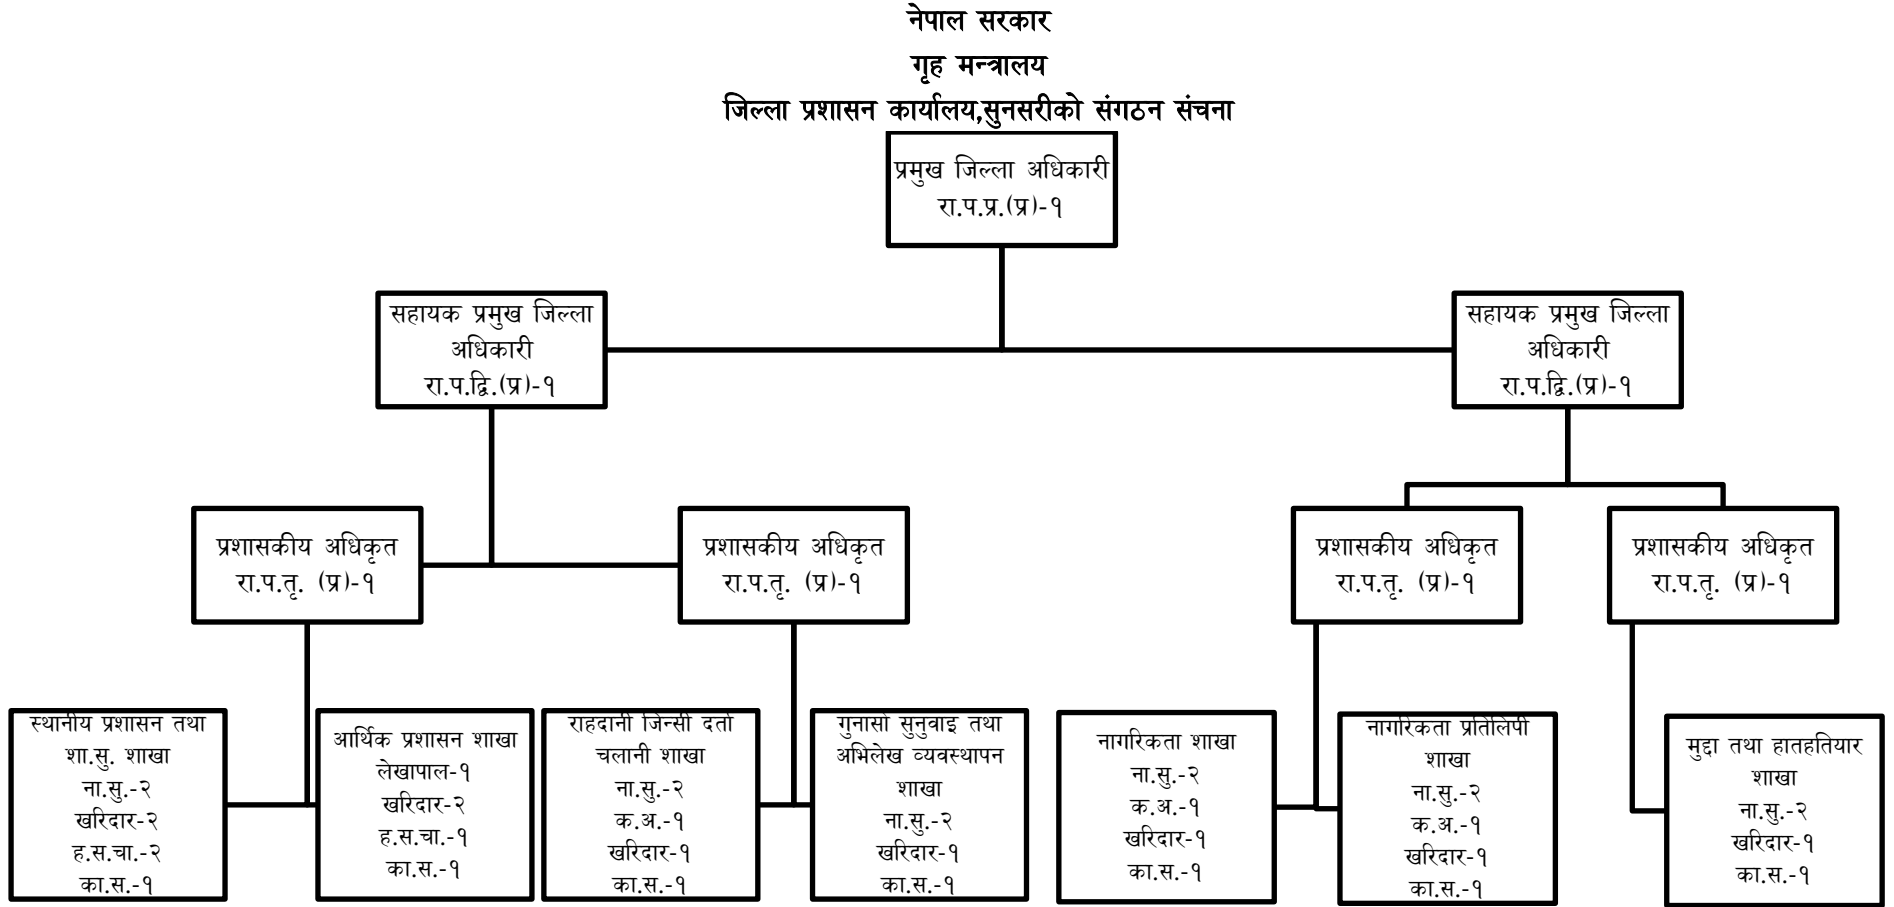 नेपाल सरकार
गृह मन्त्रालय
जिल्ला प्रशासन कार्यालय,सुनसरीको संगठन संचना
प्रमुख जिल्ला अधिकारी
रा.प.प्र.(प्र)-१
सहायक प्रमुख जिल्ला
अधिकारी
रा.प.द्वि.(प्र)-१
सहायक प्रमुख जिल्ला
अधिकारी
रा.प.द्वि.(प्र)-१
प्रशासकीय अधिकृत
रा.प.तृ. (प्र)-१
प्रशासकीय अधिकृत
रा.प.तृ. (प्र)-१
प्रशासकीय अधिकृत
रा.प.तृ. (प्र)-१
प्रशासकीय अधिकृत
रा.प.तृ. (प्र)-१
स्थानीय प्रशासन तथा
शा.सु. शाखा
ना.सु.-२
खरिदार-२
ह.स.चा.-२
का.स.-१
आर्थिक प्रशासन शाखा
लेखापाल-१
खरिदार-२
ह.स.चा.-१
का.स.-१
राहदानी जिन्सी दर्ता
चलानी शाखा
ना.सु.-२
क.अ.-१
खरिदार-१
का.स.-१
गुनासो सुनुवाइ तथा
अभिलेख व्यवस्थापन
शाखा
ना.सु.-२
खरिदार-१
का.स.-१
नागरिकता शाखा
ना.सु.-२
क.अ.-१
खरिदार-१
का.स.-१
नागरिकता प्रतिलिपी
शाखा
ना.सु.-२
क.अ.-१
खरिदार-१
का.स.-१
मुद्दा तथा हातहतियार
शाखा
ना.सु.-२
खरिदार-१
का.स.-१